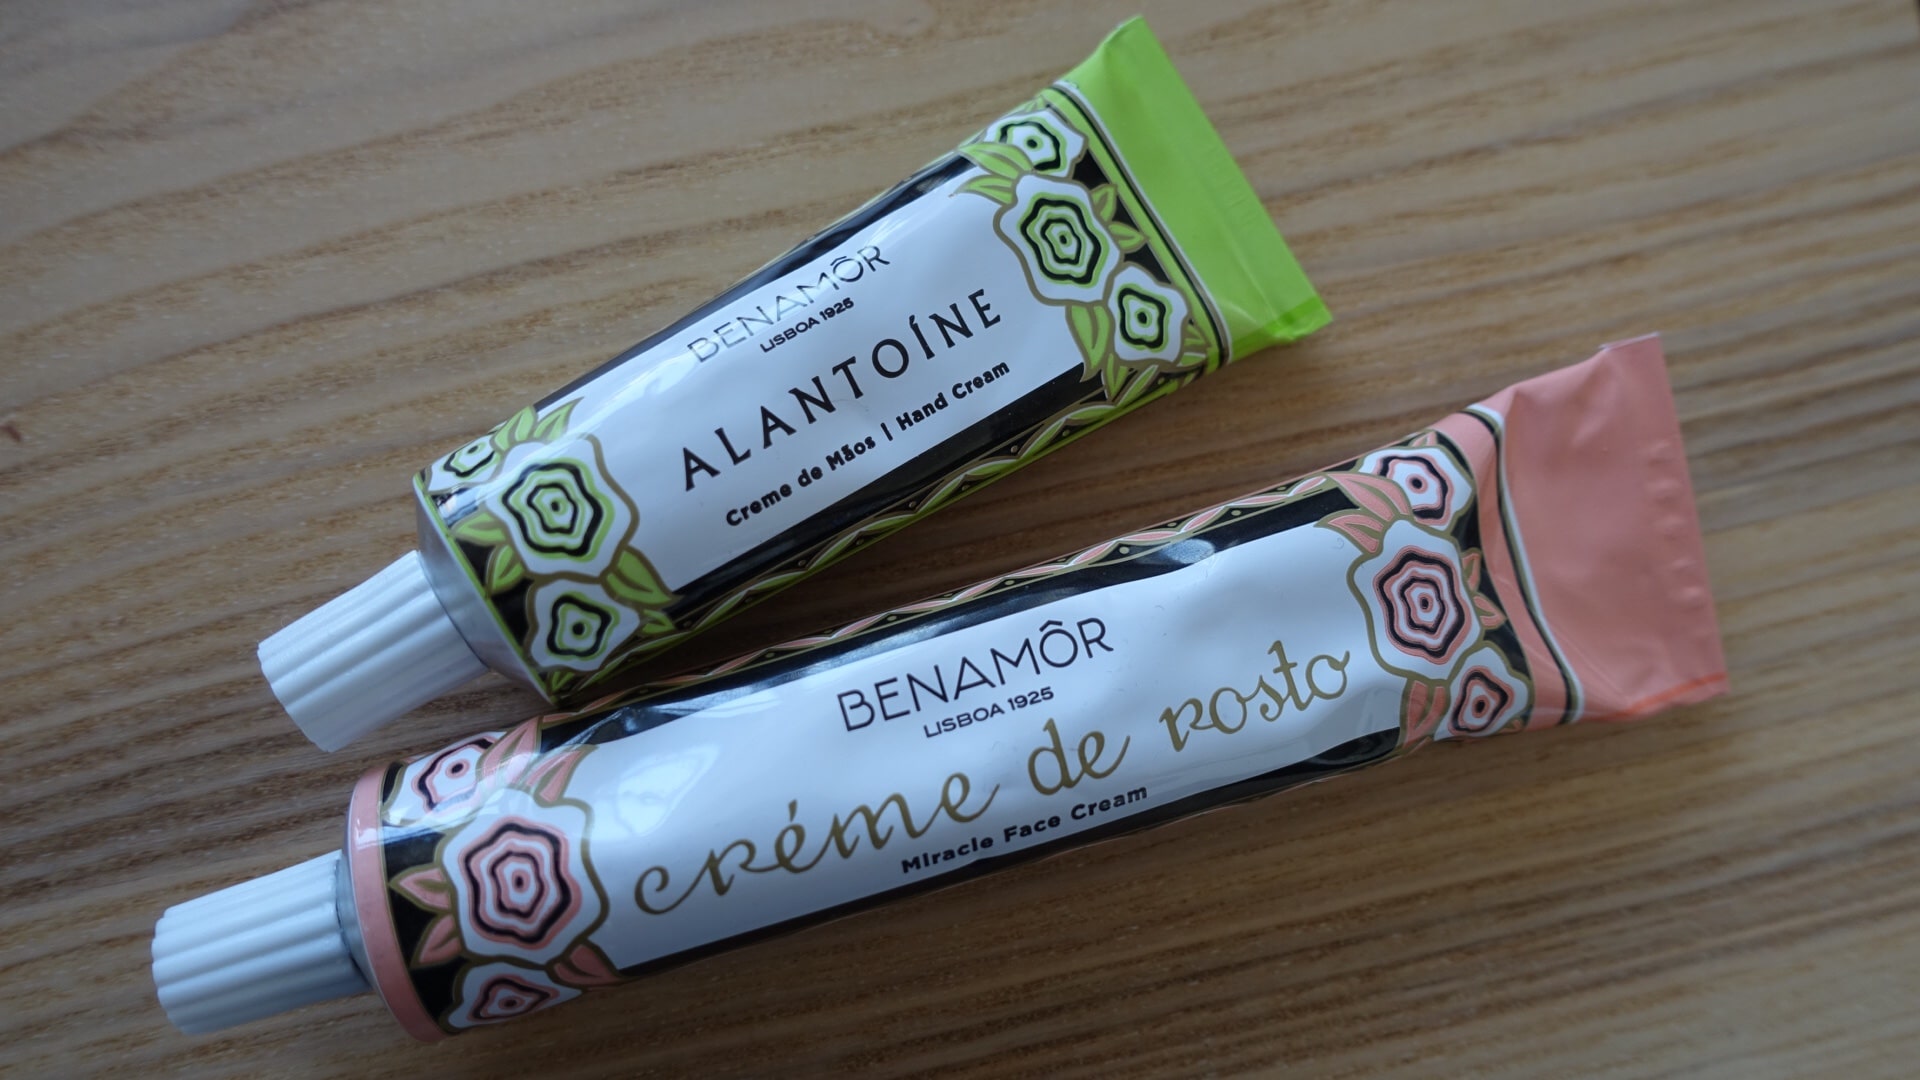 BENAMÔR
LISBOA 1925
ALANTOÍNE
Creme de Mãos | Hand Cream
BENAMÔR
LISBOA 1925
créme de rosto
Miracle Face Cream